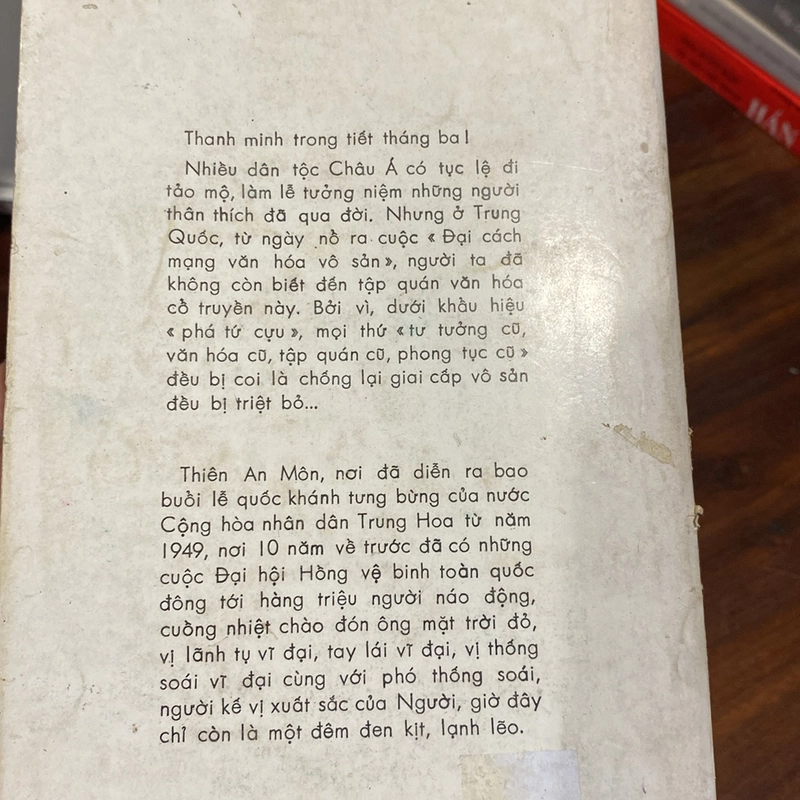 Thanh minh trong tiết tháng ba!
Nhiều dân tộc Châu Á có tục lệ đi
tảo mộ, làm lễ tưởng niệm những người
thân thích đã qua đời. Nhưng ở Trung
Quốc, từ ngày nổ ra cuộc « Đại cách
mạng văn hóa vô sản », người ta đã
không còn biết đến tập quán văn hóa
cổ truyền này. Bởi vì, dưới khẩu hiệu
« phá tứ cựu », mọi thứ « tư tưởng cũ,
văn hóa cũ, tập quán cũ, phong tục cũ »
đều bị coi là chống lại giai cấp vô sản
đều bị triệt bỏ...
Thiên An Môn, nơi đã diễn ra bao
buổi lễ quốc khánh tưng bừng của nước
Cộng hòa nhân dân Trung Hoa từ năm
1949, nơi 10 năm về trước đã có những
cuộc Đại hội Hồng vệ binh toàn quốc
đông tới hàng triệu người náo động,
cuồng nhiệt chào đón ông mặt trời đỏ,
vị lãnh tụ vĩ đại, tay lái vĩ đại, vị thống
soái vĩ đại cùng với phó thống soái,
người kế vị xuất sắc của Người, giờ đây
chỉ còn là một đêm đen kịt, lạnh lẽo.
HÁN